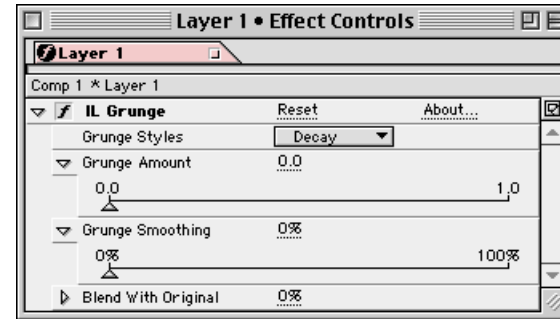 Layer 1 • Effect Controls
Layer 1
Comp 1 * Layer 1
IL Grunge Reset About...
Grunge Styles Decay
Grunge Amount 0.0
0.0 1.0
Grunge Smoothing 0%
0% 100%
Blend With Original 0%